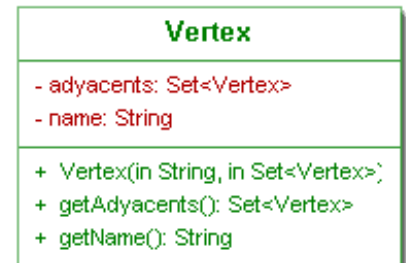 Vertex
- adyacents: Set<Vertex>
- name: String
+ Vertex(in String, in Set<Vertex>)
+ getAdyacents(): Set<Vertex>
+ getName(): String